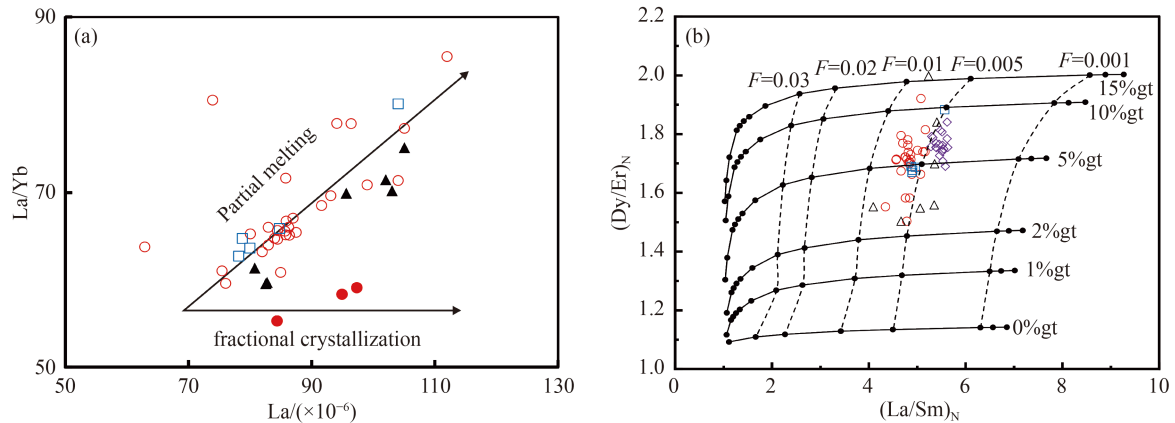 (a)
90
70
50
La/Yb
Partial melting
fractional crystallization
50
70
90
110
130
La/(×10⁻⁶)
(b)
2.0
1.8
1.6
1.4
1.2
1.0
(Dy/Er)N
F=0.03
F=0.02
F=0.01
F=0.005
F=0.001
15%gt
10%gt
5%gt
2%gt
1%gt
0%gt
0
2
4
6
8
10
(La/Sm)N